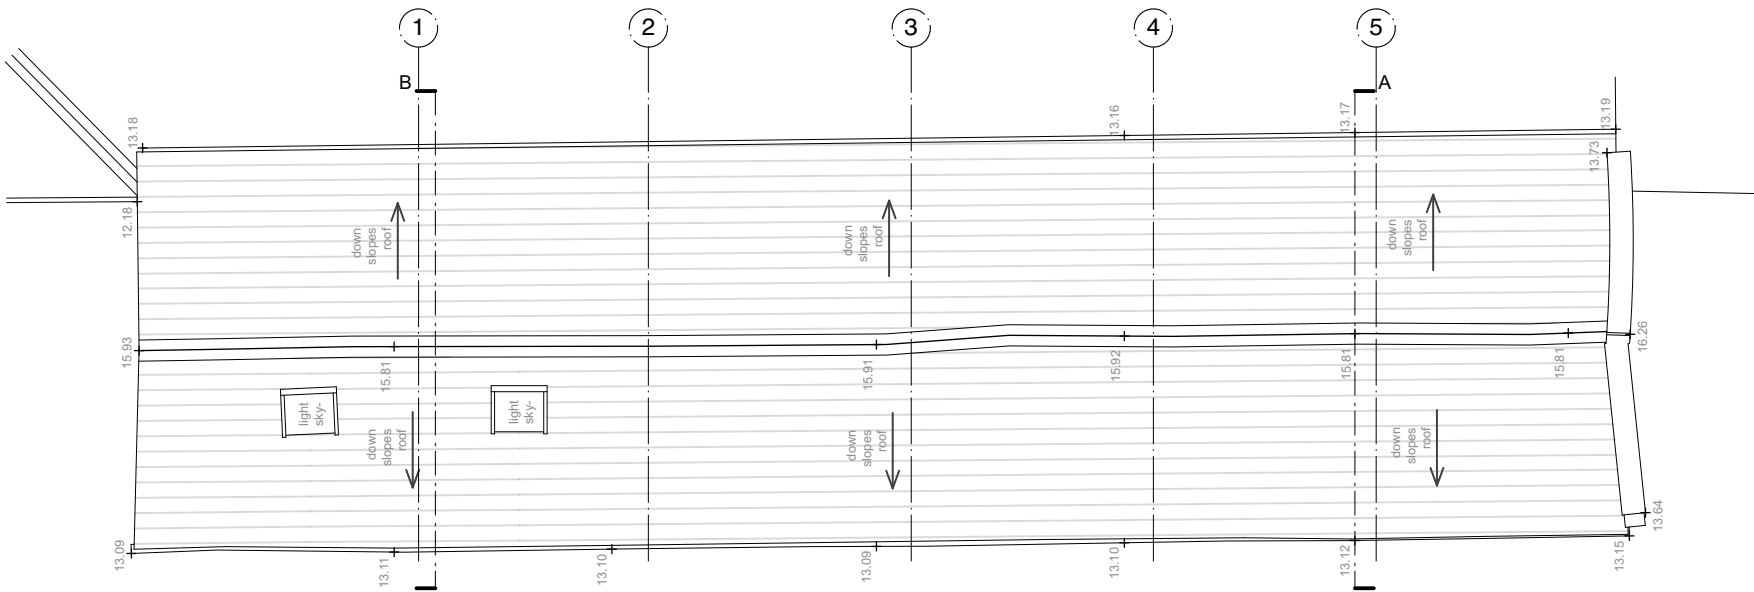 1
2
3
4
5
B
A
13.18
13.16
13.17
13.19
13.73
12.18
roof
slopes
down
roof
slopes
down
roof
slopes
down
15.93
15.81
15.91
15.92
15.81
15.81
16.26
sky-
light
sky-
light
roof
slopes
down
roof
slopes
down
roof
slopes
down
13.64
13.09
13.11
13.10
13.09
13.10
13.12
13.15